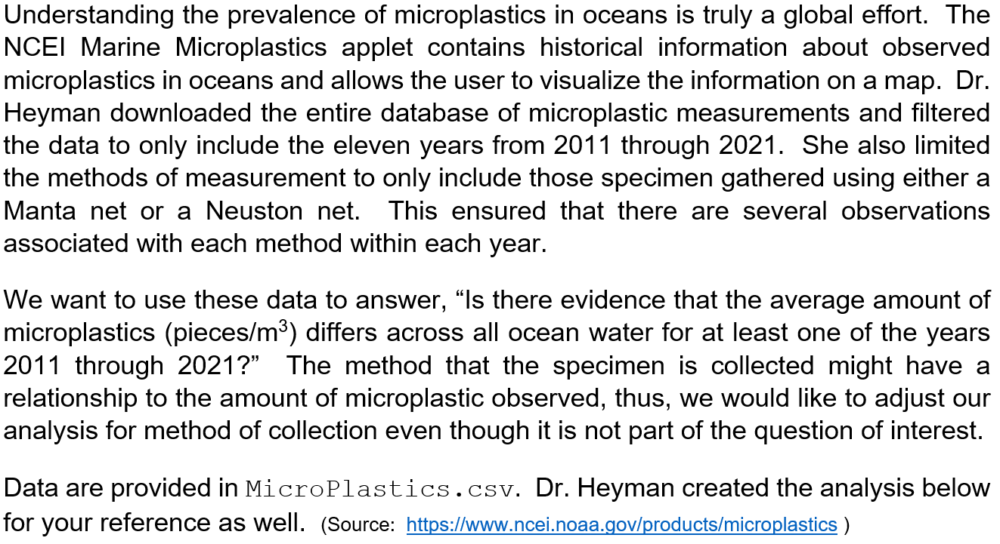 Understanding the prevalence of microplastics in oceans is truly a global effort. The
NCEI Marine Microplastics applet contains historical information about observed
microplastics in oceans and allows the user to visualize the information on a map. Dr.
Heyman downloaded the entire database of microplastic measurements and filtered
the data to only include the eleven years from 2011 through 2021. She also limited
the methods of measurement to only include those specimen gathered using either a
Manta net or a Neuston net. This ensured that there are several observations
associated with each method within each year.
We want to use these data to answer, “Is there evidence that the average amount of
microplastics (pieces/m³) differs across all ocean water for at least one of the years
2011 through 2021?” The method that the specimen is collected might have a
relationship to the amount of microplastic observed, thus, we would like to adjust our
analysis for method of collection even though it is not part of the question of interest.
Data are provided in MicroPlastics.csv. Dr. Heyman created the analysis below
for your reference as well. (Source: https://www.ncei.noaa.gov/products/microplastics )